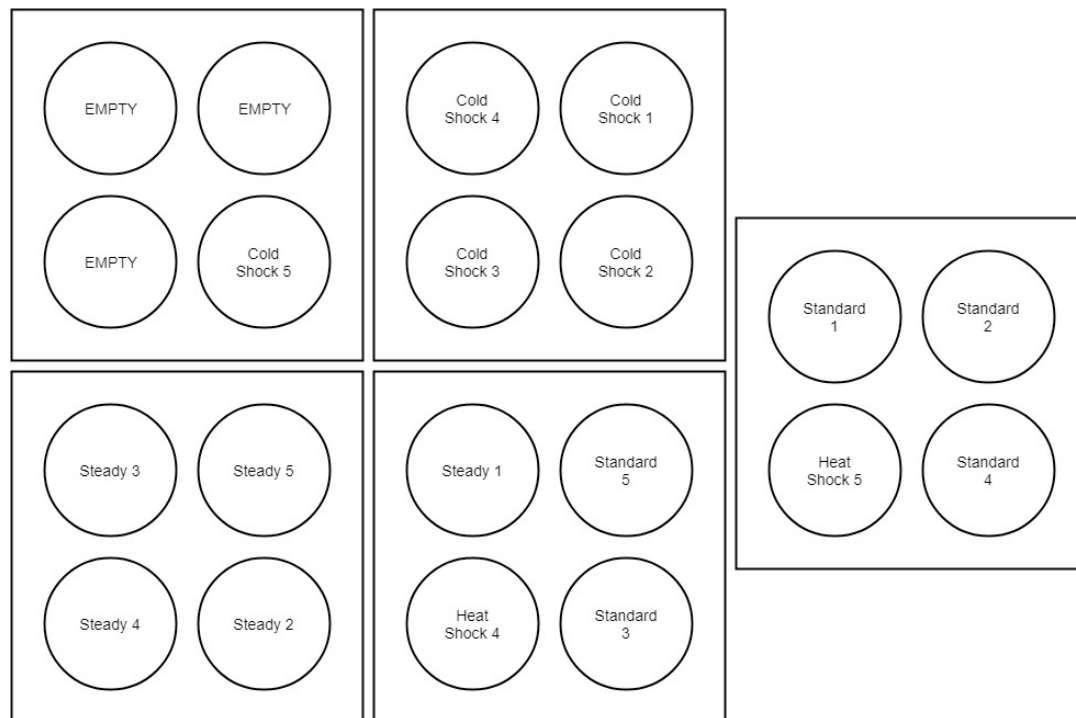 EMPTY
EMPTY
EMPTY
Cold
Shock 5
Cold
Shock 4
Cold
Shock 1
Cold
Shock 3
Cold
Shock 2
Standard
1
Standard
2
Heat
Shock 5
Standard
4
Steady 3
Steady 5
Steady 4
Steady 2
Steady 1
Standard
5
Heat
Shock 4
Standard
3